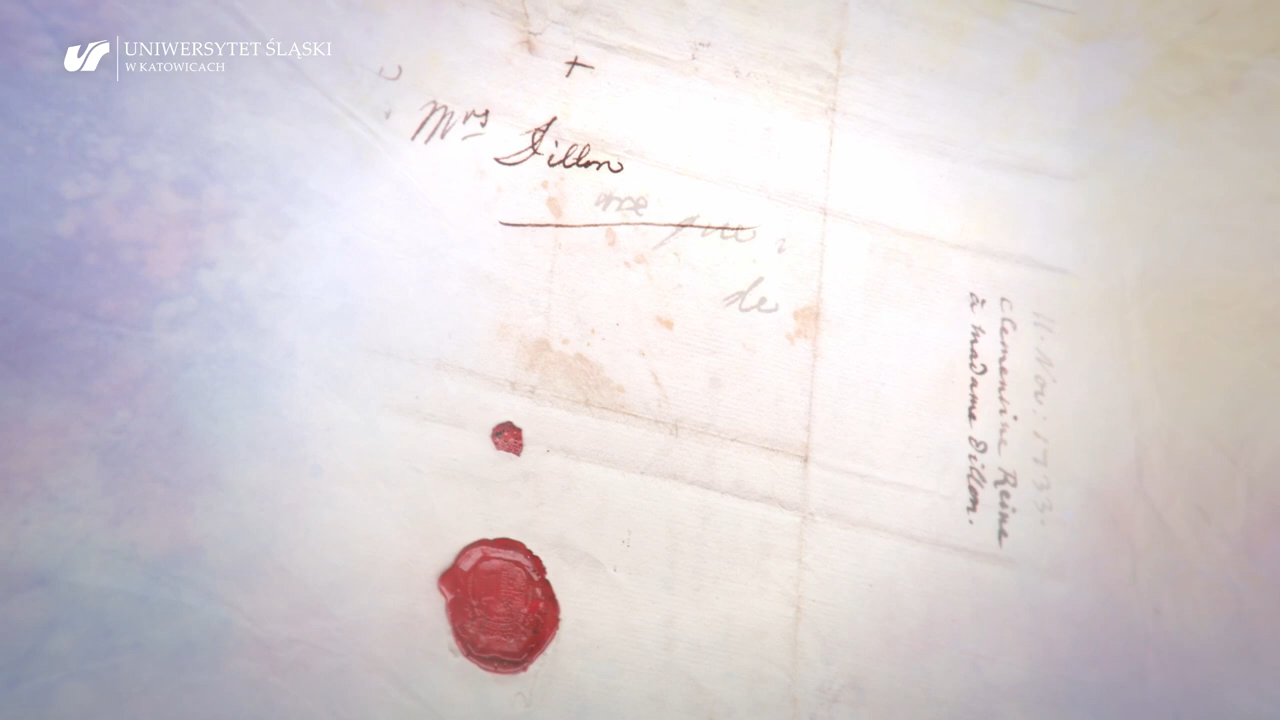 UNIWERSYTET ŚLĄSKI
W KATOWICACH
+
Mrs Dillon
de
11. Nov: 1733.
Clementine Reine
à madame Dillon.